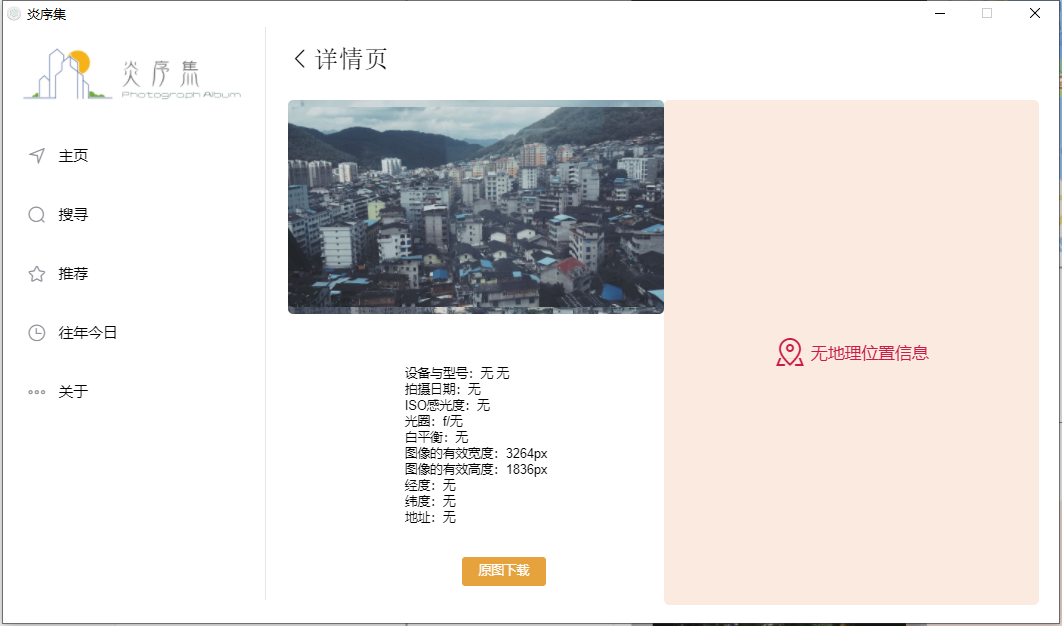 炎序集
炎序集
Photograph Album
主页
搜寻
推荐
往年今日
关于
详情页
设备与型号：无 无
拍摄日期：无
ISO感光度：无
光圈：f/无
白平衡：无
图像的有效宽度：3264px
图像的有效高度：1836px
经度：无
纬度：无
地址：无
原图下载
无地理位置信息